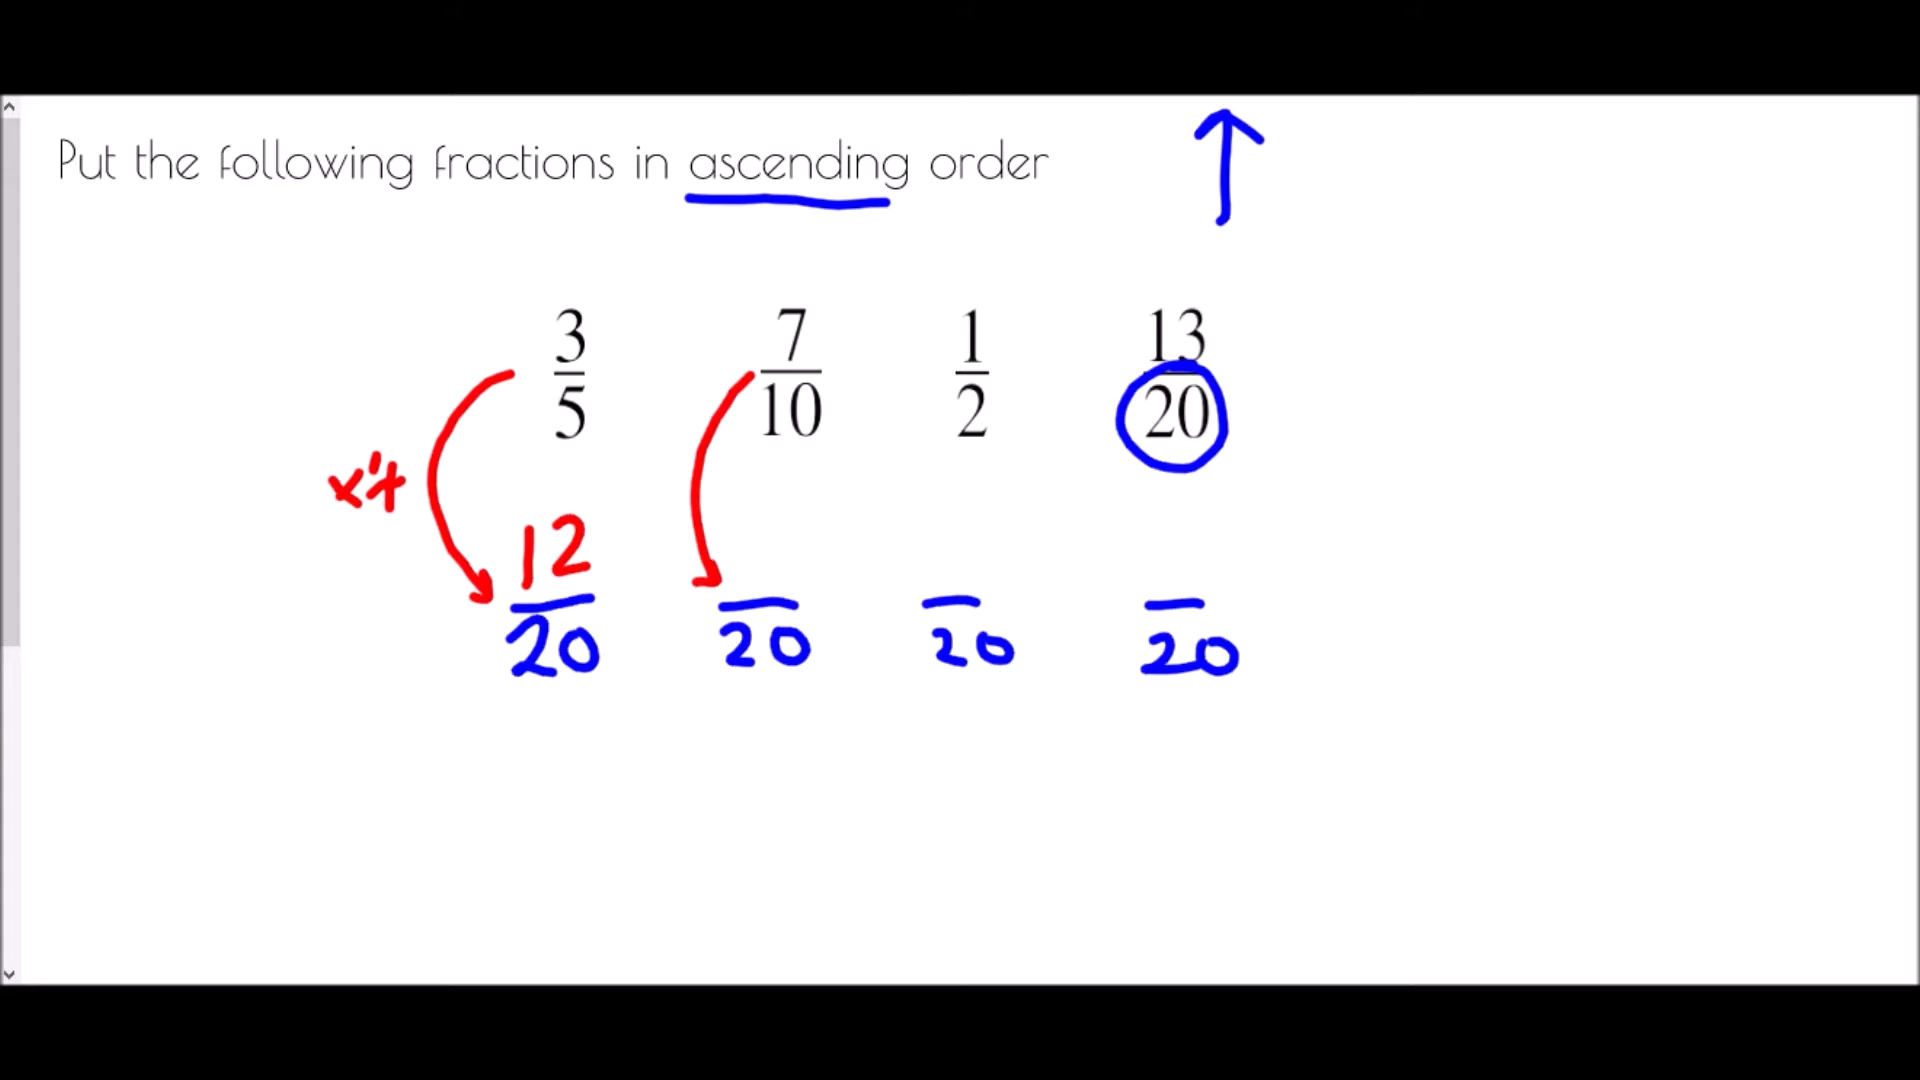 Put the following fractions in ascending order
3 7 1 13
5 10 2 20
x4
12
20 20 20 20